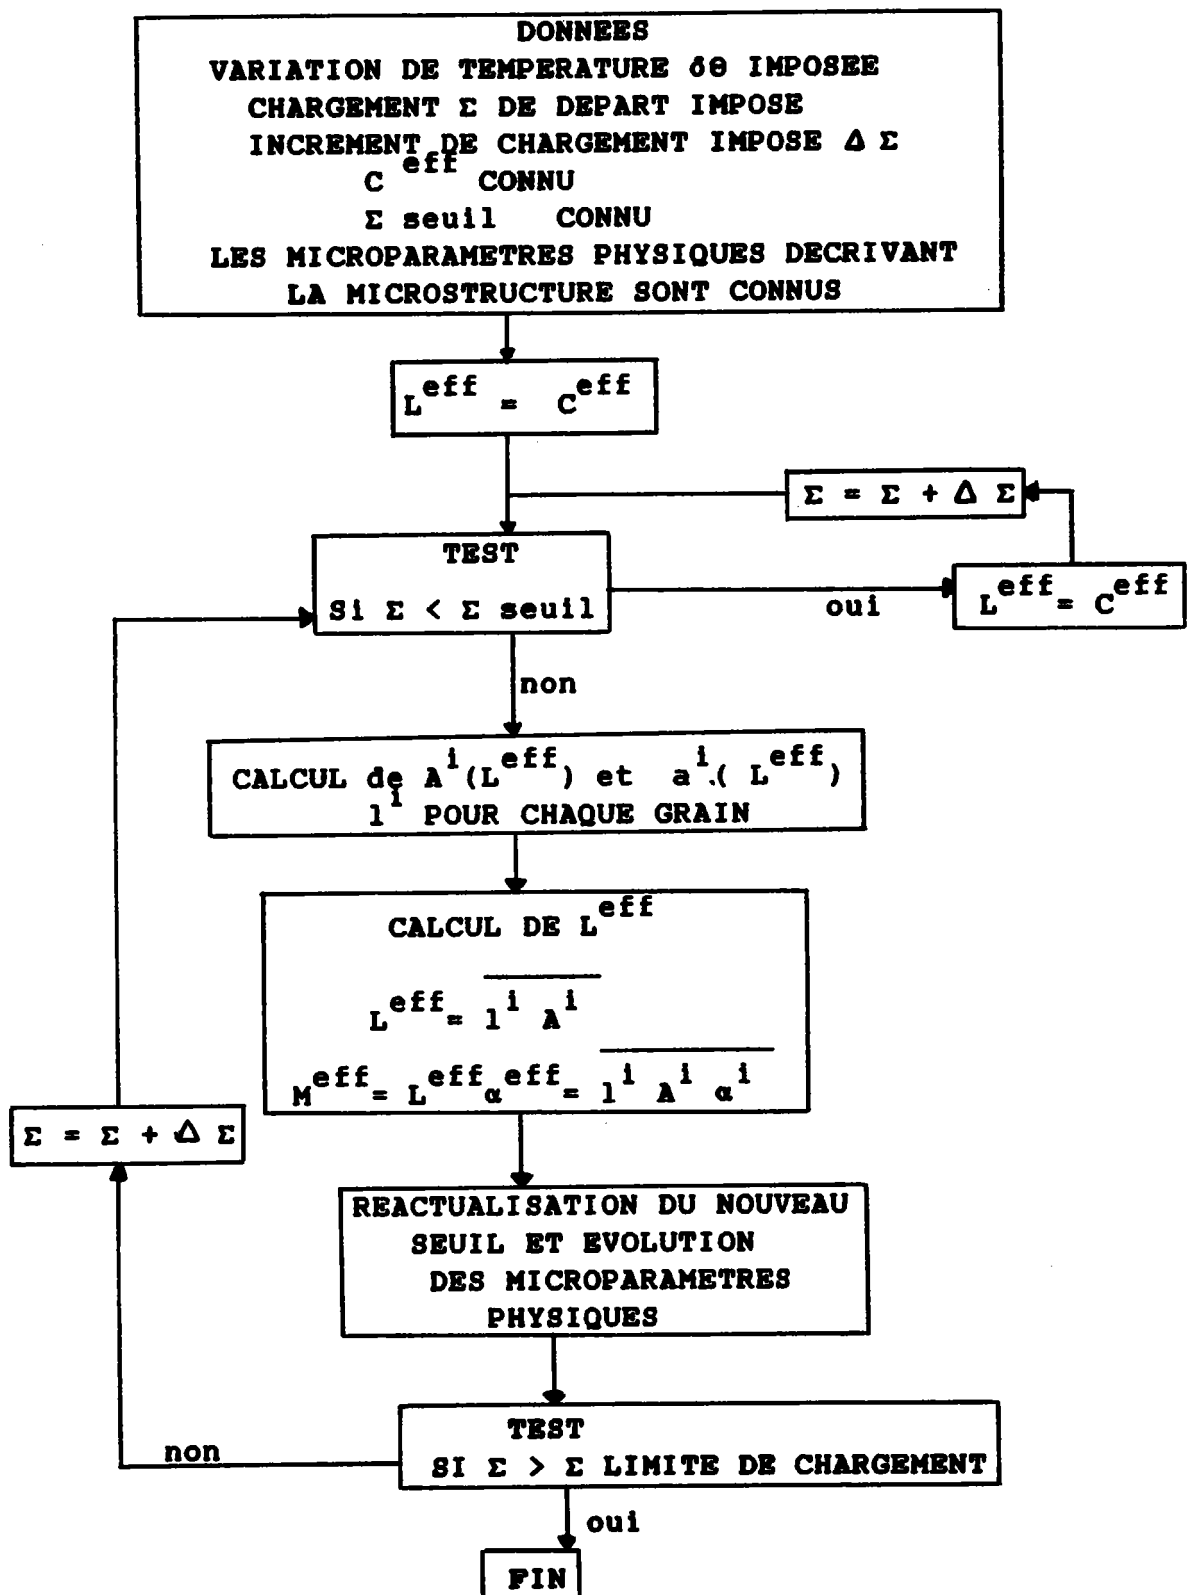 DONNEES
VARIATION DE TEMPERATURE δθ IMPOSEE
CHARGEMENT Σ DE DEPART IMPOSE
INCREMENT DE CHARGEMENT IMPOSE Δ Σ
C^eff CONNU
Σ seuil CONNU
LES MICROPARAMETRES PHYSIQUES DECRIVANT
LA MICROSTRUCTURE SONT CONNUS
L^eff = C^eff
Σ = Σ + Δ Σ
TEST
Si Σ < Σ seuil
oui
L^eff = C^eff
non
CALCUL de A^i (L^eff) et a^i ( L^eff)
l^i POUR CHAQUE GRAIN
CALCUL DE L^eff
L^eff = \overline{l^i A^i}
M^eff = L^eff α^eff = \overline{l^i A^i α^i}
Σ = Σ + Δ Σ
REACTUALISATION DU NOUVEAU
SEUIL ET EVOLUTION
DES MICROPARAMETRES
PHYSIQUES
TEST
SI Σ > Σ LIMITE DE CHARGEMENT
non
oui
FIN